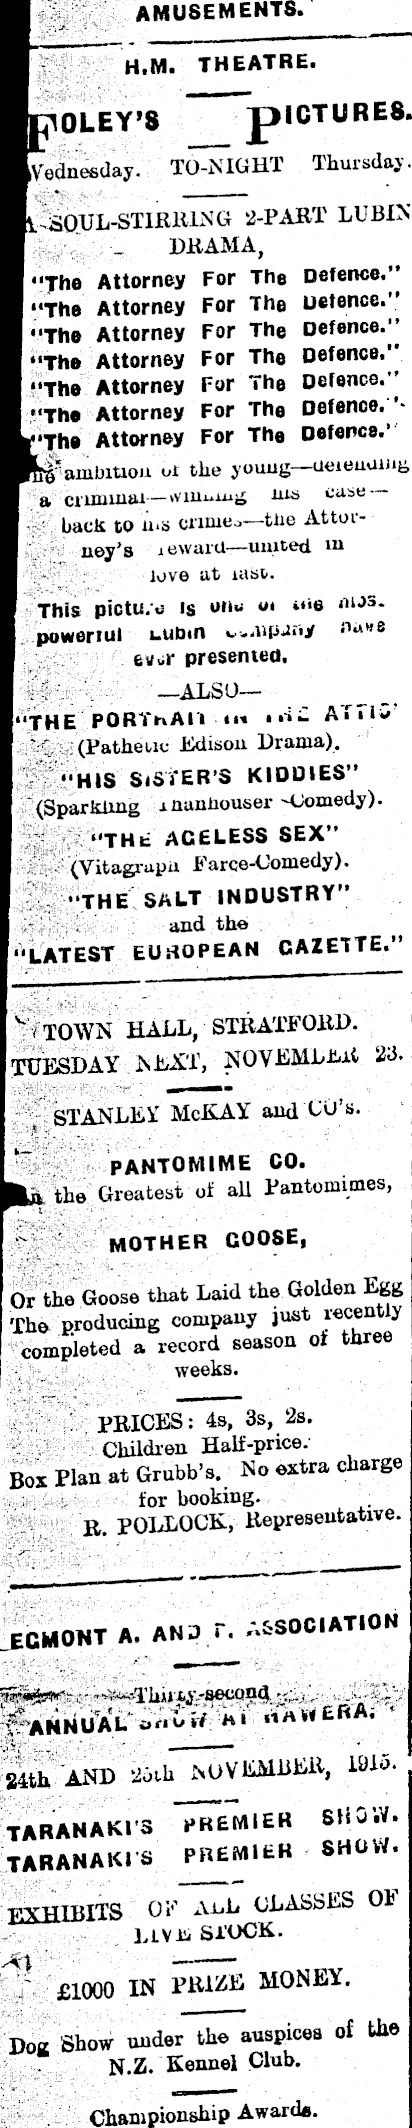 AMUSEMENTS.
H.M. THEATRE.
FOLEY'S PICTURES.
Wednesday. TO-NIGHT Thursday.
A SOUL-STIRRING 2-PART LUBIN
DRAMA,
"The Attorney For The Defence."
"The Attorney For The Defence."
"The Attorney For The Defence."
"The Attorney For The Defence."
"The Attorney For The Defence."
"The Attorney For The Defence."
"The Attorney For The Defence."
The ambition of the young—defending
a criminal—winning his case—
back to his crimes—the Attor-
ney's reward—united in
love at last.
This picture is one of the most
powerful Lubin Company have
ever presented.
—ALSO—
"THE PORTRAIT IN THE ATTIC"
(Pathetic Edison Drama).
"HIS SISTER'S KIDDIES"
(Sparkling Thanhouser Comedy).
"THE AGELESS SEX"
(Vitagraph Farce-Comedy).
"THE SALT INDUSTRY"
and the
"LATEST EUROPEAN GAZETTE."
TOWN HALL, STRATFORD.
TUESDAY NEXT, NOVEMBER 23.
STANLEY McKAY and CO's.
PANTOMIME CO.
In the Greatest of all Pantomimes,
MOTHER GOOSE,
Or the Goose that Laid the Golden Egg
The producing company just recently
completed a record season of three
weeks.
PRICES: 4s, 3s, 2s.
Children Half-price.
Box Plan at Grubb's. No extra charge
for booking.
R. POLLOCK, Representative.
EGMONT A. AND P. ASSOCIATION
Thirty-second
ANNUAL SHOW AT HAWERA.
24th AND 25th NOVEMBER, 1915.
TARANAKI'S PREMIER SHOW.
TARANAKI'S PREMIER SHOW.
EXHIBITS OF ALL CLASSES OF
LIVE STOCK.
£1000 IN PRIZE MONEY.
Dog Show under the auspices of the
N.Z. Kennel Club.
Championship Awards.